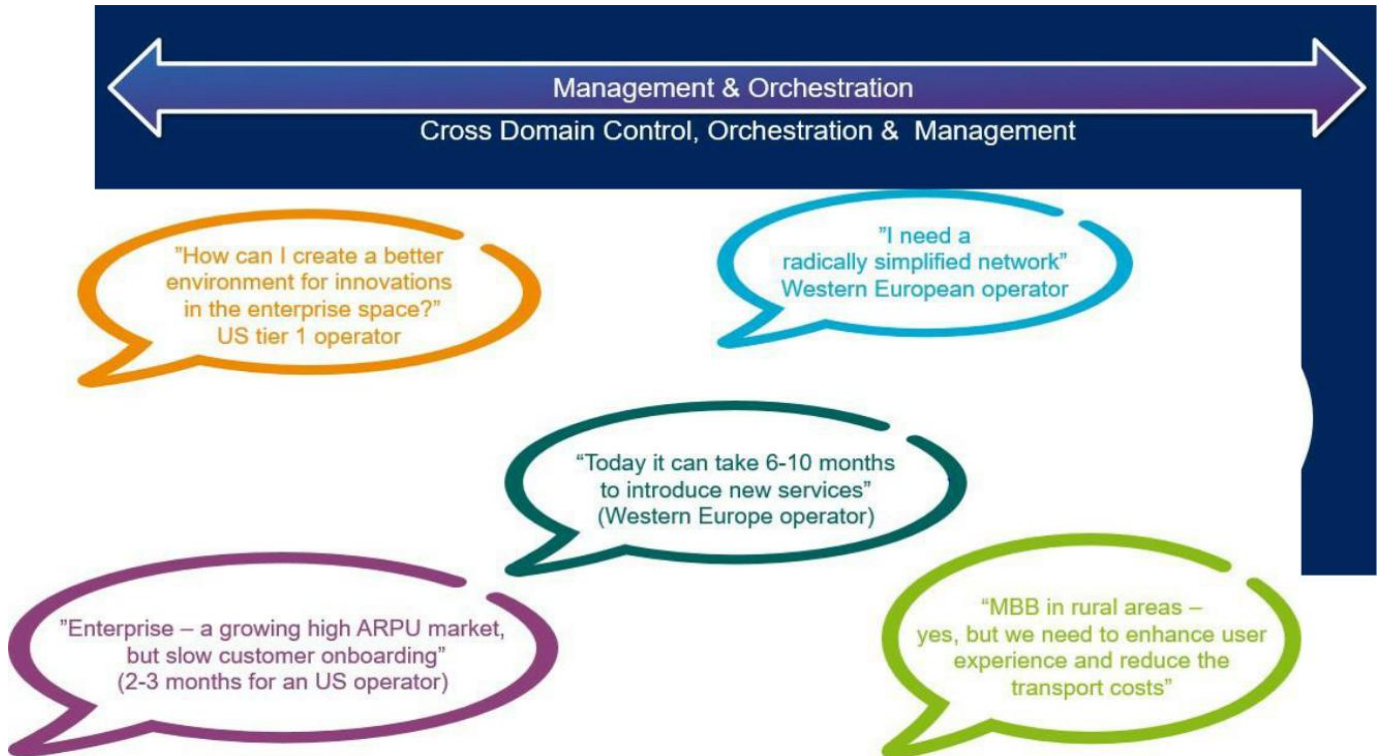 Management & Orchestration
Cross Domain Control, Orchestration & Management
”How can I create a better
environment for innovations
in the enterprise space?”
US tier 1 operator
”I need a
radically simplified network”
Western European operator
“Today it can take 6-10 months
to introduce new services”
(Western Europe operator)
”Enterprise – a growing high ARPU market,
but slow customer onboarding”
(2-3 months for an US operator)
“MBB in rural areas –
yes, but we need to enhance user
experience and reduce the
transport costs”